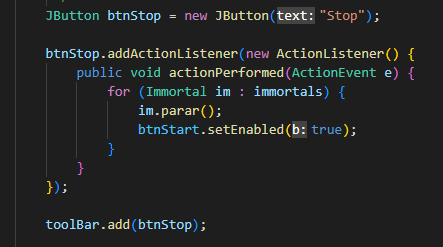 JButton btnStop = new JButton(text: "Stop");
btnStop.addActionListener(new ActionListener() {
public void actionPerformed(ActionEvent e) {
for (Immortal im : immortals) {
im.parar();
btnStart.setEnabled(b: true);
}
}
});
toolBar.add(btnStop);